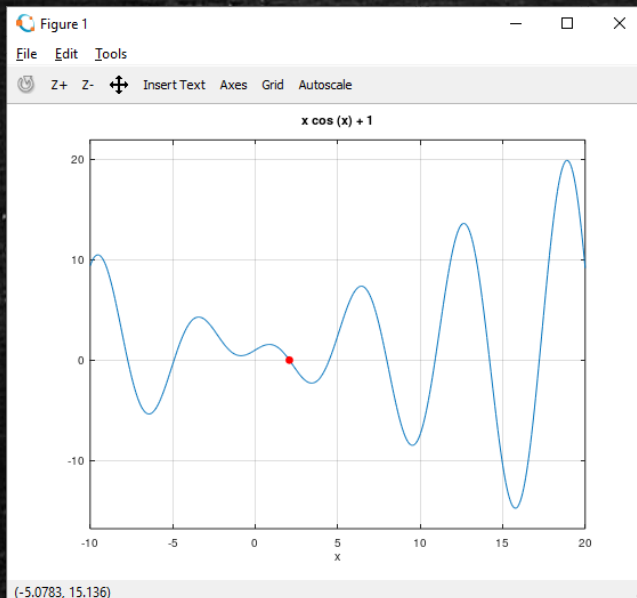 Figure 1
File Edit Tools
Z+ Z- Insert Text Axes Grid Autoscale
x cos (x) + 1
20
10
0
-10
-10 -5 0 5 10 15 20
x
(-5.0783, 15.136)